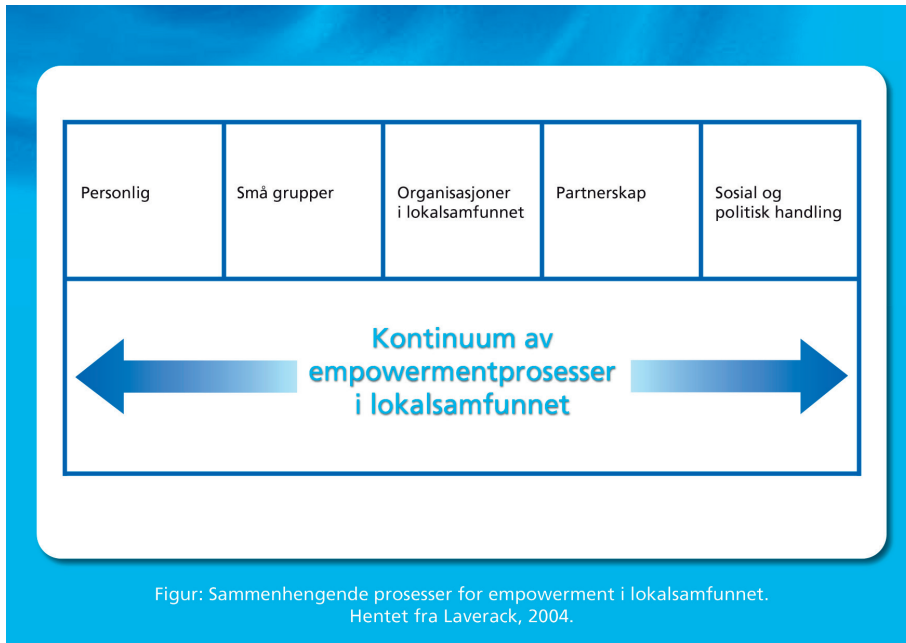 Personlig
Små grupper
Organisasjoner
i lokalsamfunnet
Partnerskap
Sosial og
politisk handling
Kontinuum av
empowermentprosesser
i lokalsamfunnet
Figur: Sammenhengende prosesser for empowerment i lokalsamfunnet.
Hentet fra Laverack, 2004.